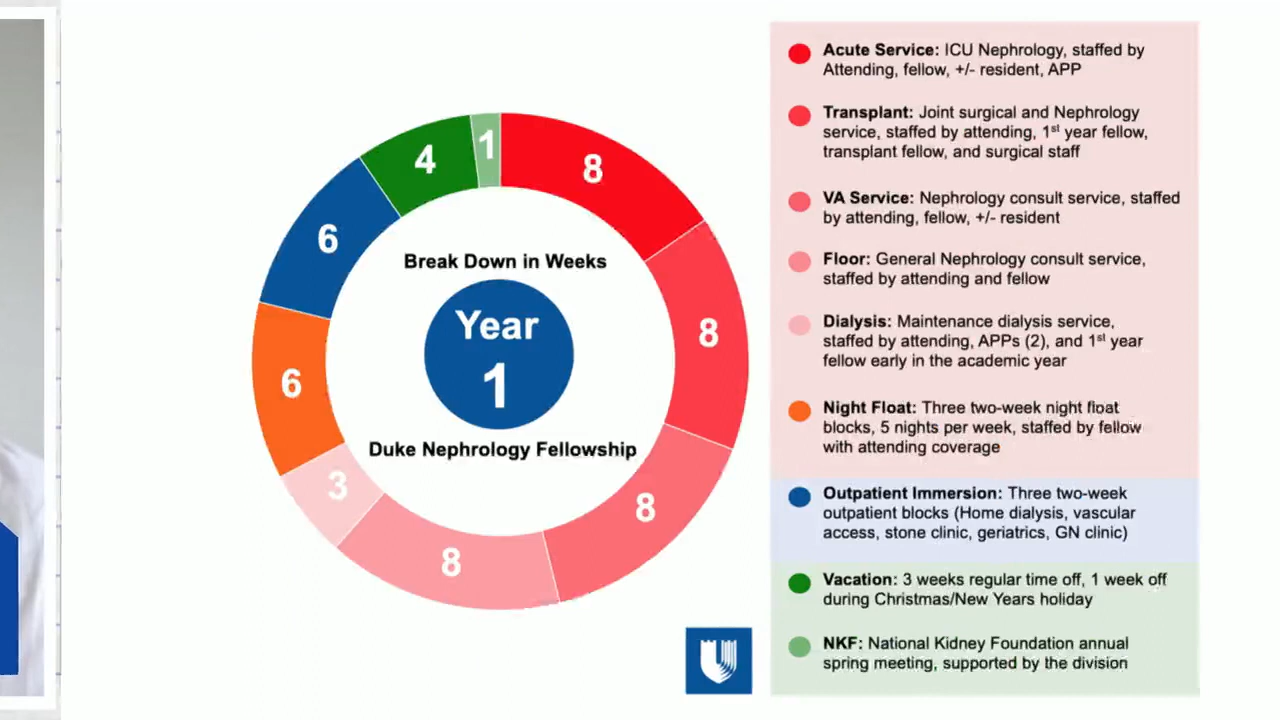 Break Down in Weeks
Year
1
Duke Nephrology Fellowship
8
8
8
8
3
6
6
4
1
Acute Service: ICU Nephrology, staffed by
Attending, fellow, +/- resident, APP
Transplant: Joint surgical and Nephrology
service, staffed by attending, 1st year fellow,
transplant fellow, and surgical staff
VA Service: Nephrology consult service, staffed
by attending, fellow, +/- resident
Floor: General Nephrology consult service,
staffed by attending and fellow
Dialysis: Maintenance dialysis service,
staffed by attending, APPs (2), and 1st year
fellow early in the academic year
Night Float: Three two-week night float
blocks, 5 nights per week, staffed by fellow
with attending coverage
Outpatient Immersion: Three two-week
outpatient blocks (Home dialysis, vascular
access, stone clinic, geriatrics, GN clinic)
Vacation: 3 weeks regular time off, 1 week off
during Christmas/New Years holiday
NKF: National Kidney Foundation annual
spring meeting, supported by the division